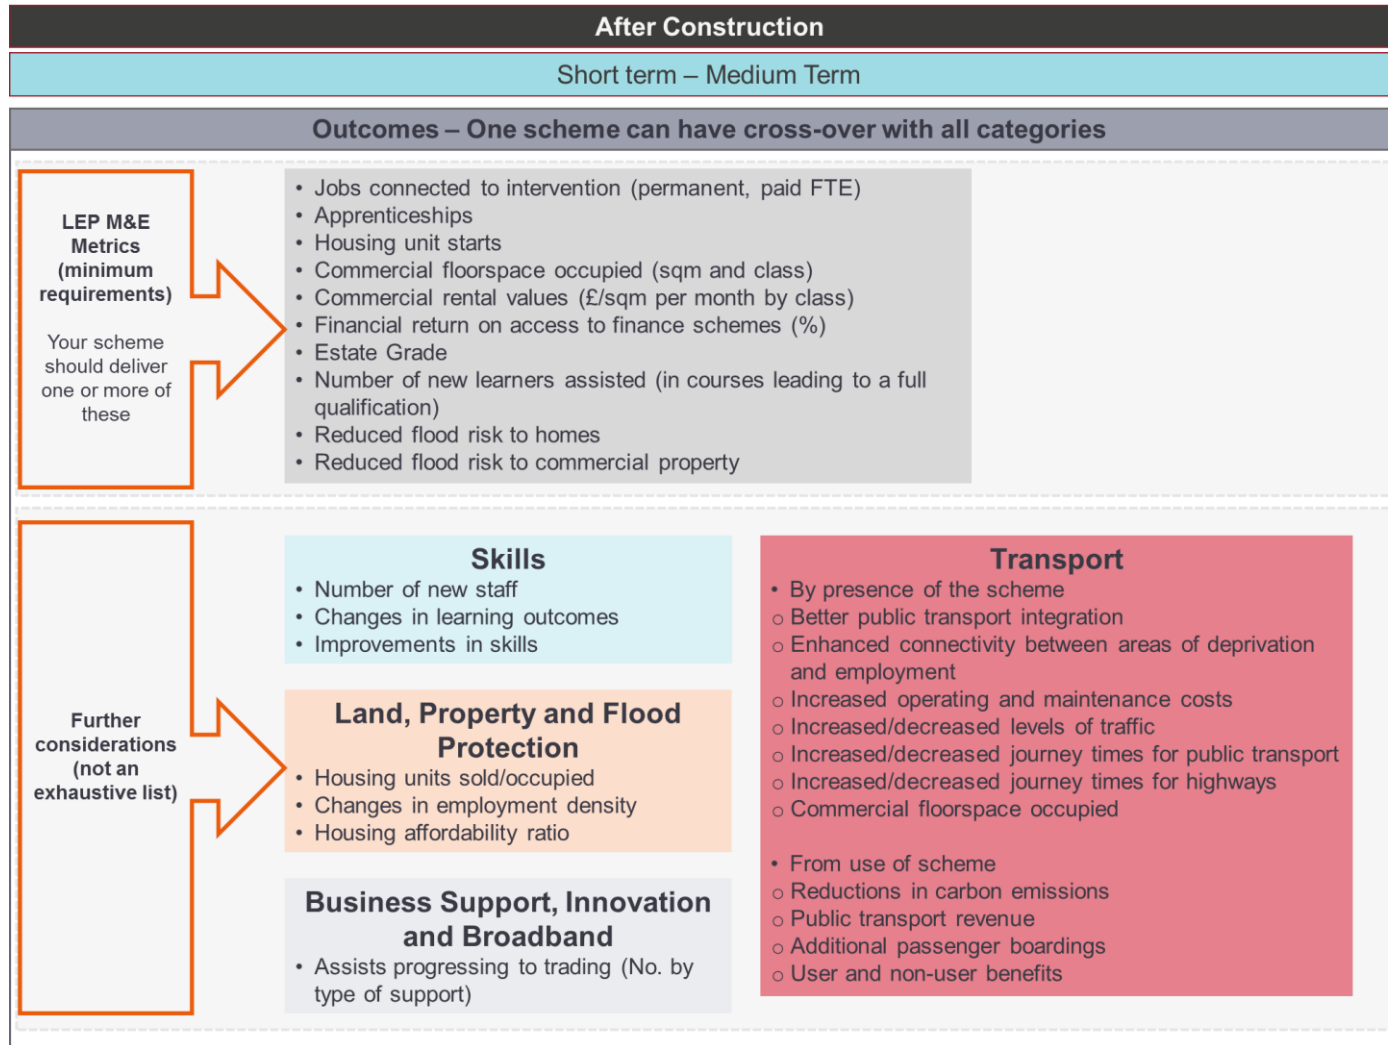 After Construction
Short term – Medium Term
Outcomes – One scheme can have cross-over with all categories
LEP M&E
Metrics
(minimum
requirements)
Your scheme
should deliver
one or more of
these
• Jobs connected to intervention (permanent, paid FTE)
• Apprenticeships
• Housing unit starts
• Commercial floorspace occupied (sqm and class)
• Commercial rental values (£/sqm per month by class)
• Financial return on access to finance schemes (%)
• Estate Grade
• Number of new learners assisted (in courses leading to a full
qualification)
• Reduced flood risk to homes
• Reduced flood risk to commercial property
Further
considerations
(not an
exhaustive list)
Skills
• Number of new staff
• Changes in learning outcomes
• Improvements in skills
Land, Property and Flood
Protection
• Housing units sold/occupied
• Changes in employment density
• Housing affordability ratio
Business Support, Innovation
and Broadband
• Assists progressing to trading (No. by
type of support)
Transport
• By presence of the scheme
o Better public transport integration
o Enhanced connectivity between areas of deprivation
and employment
o Increased operating and maintenance costs
o Increased/decreased levels of traffic
o Increased/decreased journey times for public transport
o Increased/decreased journey times for highways
o Commercial floorspace occupied
• From use of scheme
o Reductions in carbon emissions
o Public transport revenue
o Additional passenger boardings
o User and non-user benefits